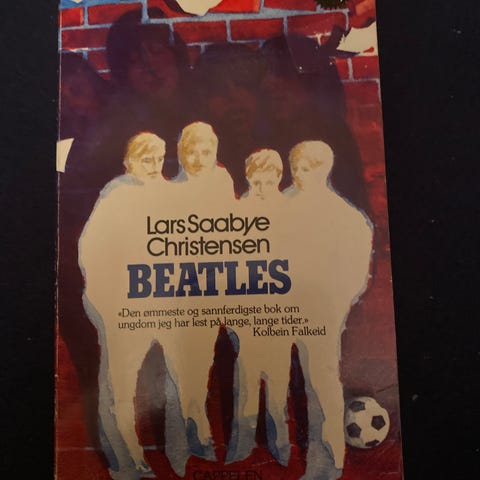 Lars Saabye
Christensen
BEATLES
«Den ømmeste og sannferdigste bok om
ungdom jeg har lest på lange, lange tider.»
Kolbein Falkeid
CAPPELEN